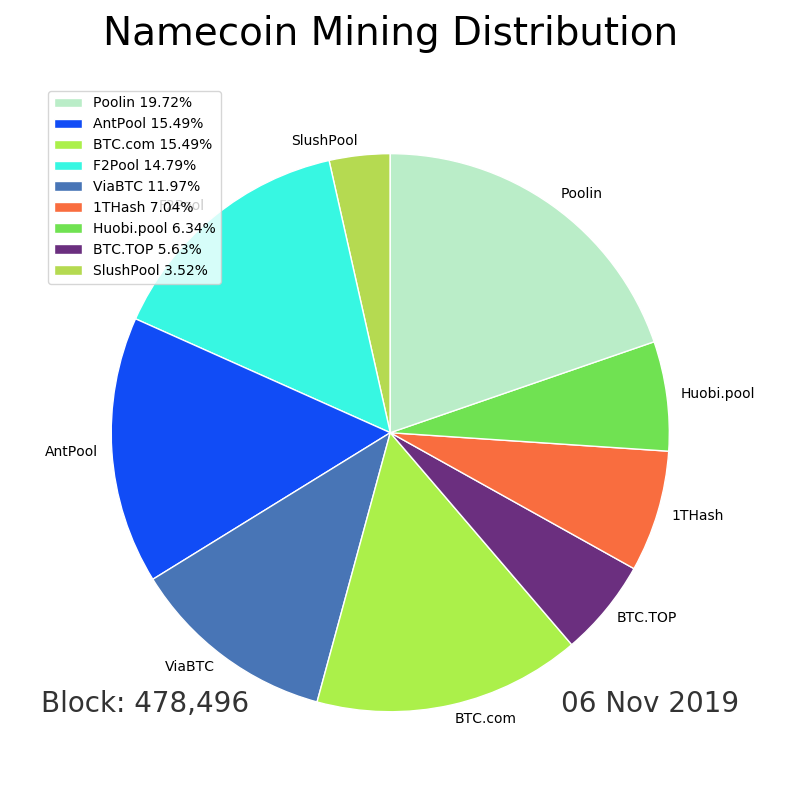 Namecoin Mining Distribution
Poolin 19.72%
AntPool 15.49%
BTC.com 15.49%
F2Pool 14.79%
ViaBTC 11.97%
1THash 7.04%
Huobi.pool 6.34%
BTC.TOP 5.63%
SlushPool 3.52%
SlushPool
Poolin
F2Pool
Huobi.pool
AntPool
1THash
BTC.TOP
ViaBTC
BTC.com
Block: 478,496
06 Nov 2019